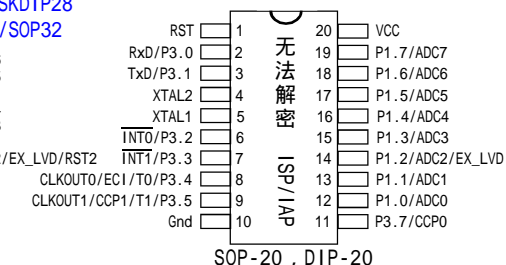 SKDIP28
/SOP32
RST 1 20 VCC
RxD/P3.0 2 19 P1.7/ADC7
TxD/P3.1 3 18 P1.6/ADC6
XTAL2 4 17 P1.5/ADC5
XTAL1 5 16 P1.4/ADC4
INT0/P3.2 6 15 P1.3/ADC3
/EX_LVD/RST2 INT1/P3.3 7 14 P1.2/ADC2/EX_LVD
CLKOUT0/ECI/T0/P3.4 8 13 P1.1/ADC1
CLKOUT1/CCP1/T1/P3.5 9 12 P1.0/ADC0
Gnd 10 11 P3.7/CCP0
无法解密
ISP/IAP
SOP-20 , DIP-20